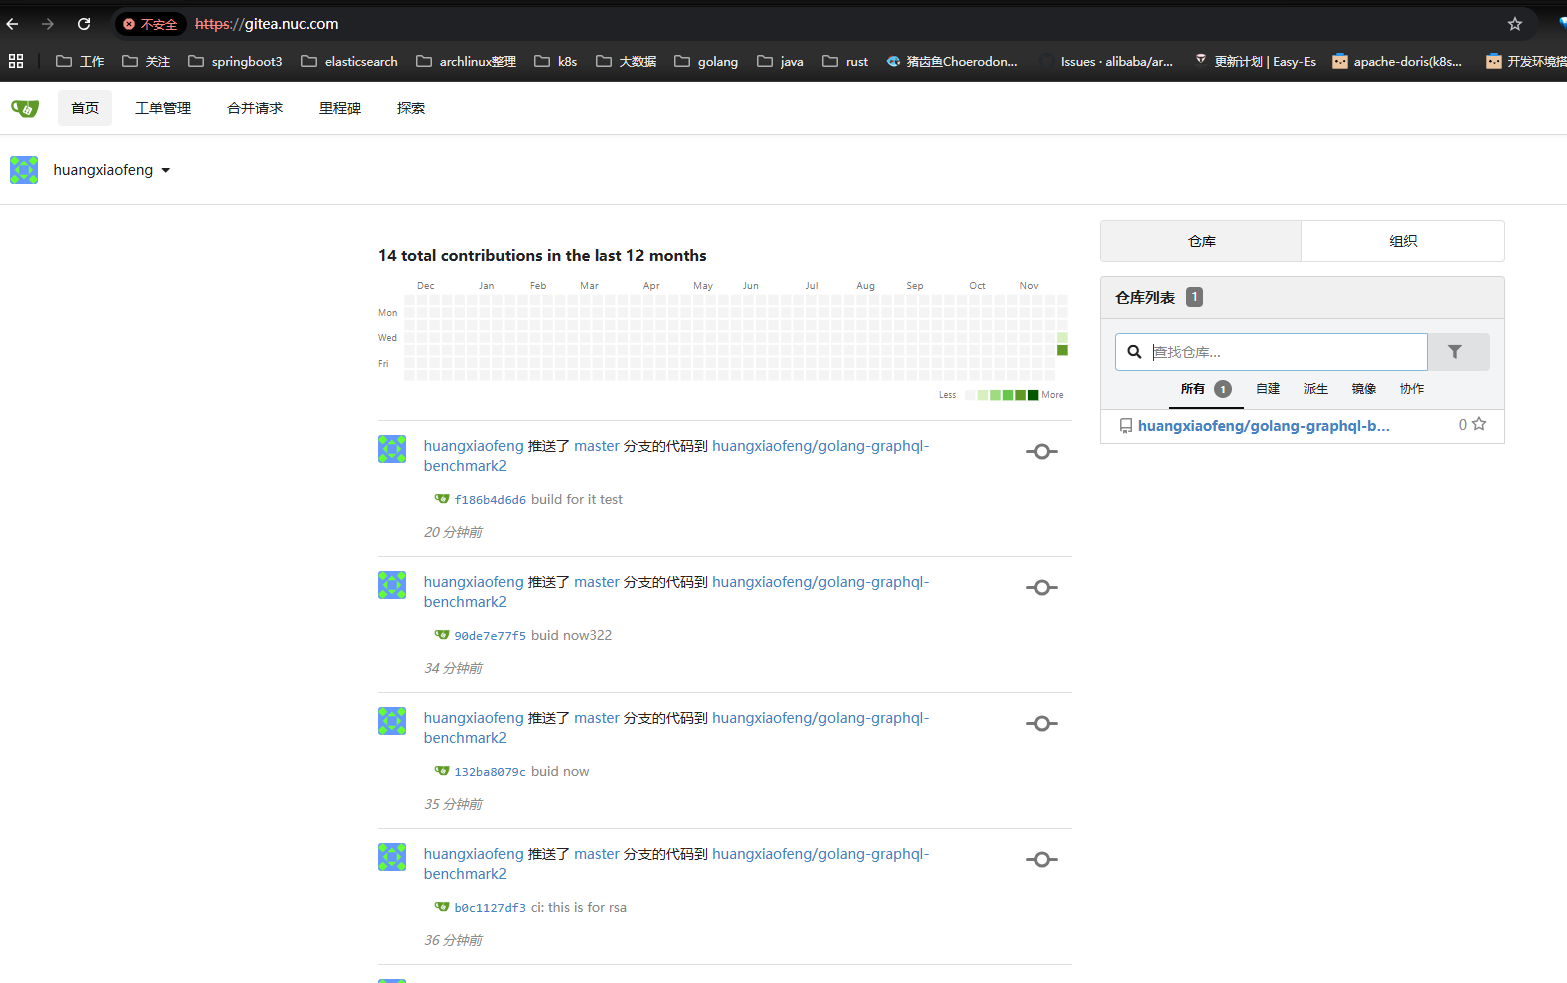 不安全 https://gitea.nuc.com
工作 关注 springboot3 elasticsearch archlinux整理 k8s 大数据 golang java rust 猪齿鱼Choerodon... Issues · alibaba/ar... 更新计划 | Easy-Es apache-doris(k8s... 开发环境搭
首页 工单管理 合并请求 里程碑 探索
huangxiaofeng
14 total contributions in the last 12 months
Dec Jan Feb Mar Apr May Jun Jul Aug Sep Oct Nov
Mon
Wed
Fri
Less More
huangxiaofeng 推送了 master 分支的代码到 huangxiaofeng/golang-graphql-
benchmark2
f186b4d6d6 build for it test
20 分钟前
huangxiaofeng 推送了 master 分支的代码到 huangxiaofeng/golang-graphql-
benchmark2
90de7e77f5 buid now322
34 分钟前
huangxiaofeng 推送了 master 分支的代码到 huangxiaofeng/golang-graphql-
benchmark2
132ba8079c buid now
35 分钟前
huangxiaofeng 推送了 master 分支的代码到 huangxiaofeng/golang-graphql-
benchmark2
b0c1127df3 ci: this is for rsa
36 分钟前
仓库 组织
仓库列表 1
查找仓库...
所有 1 自建 派生 镜像 协作
huangxiaofeng/golang-graphql-b... 0